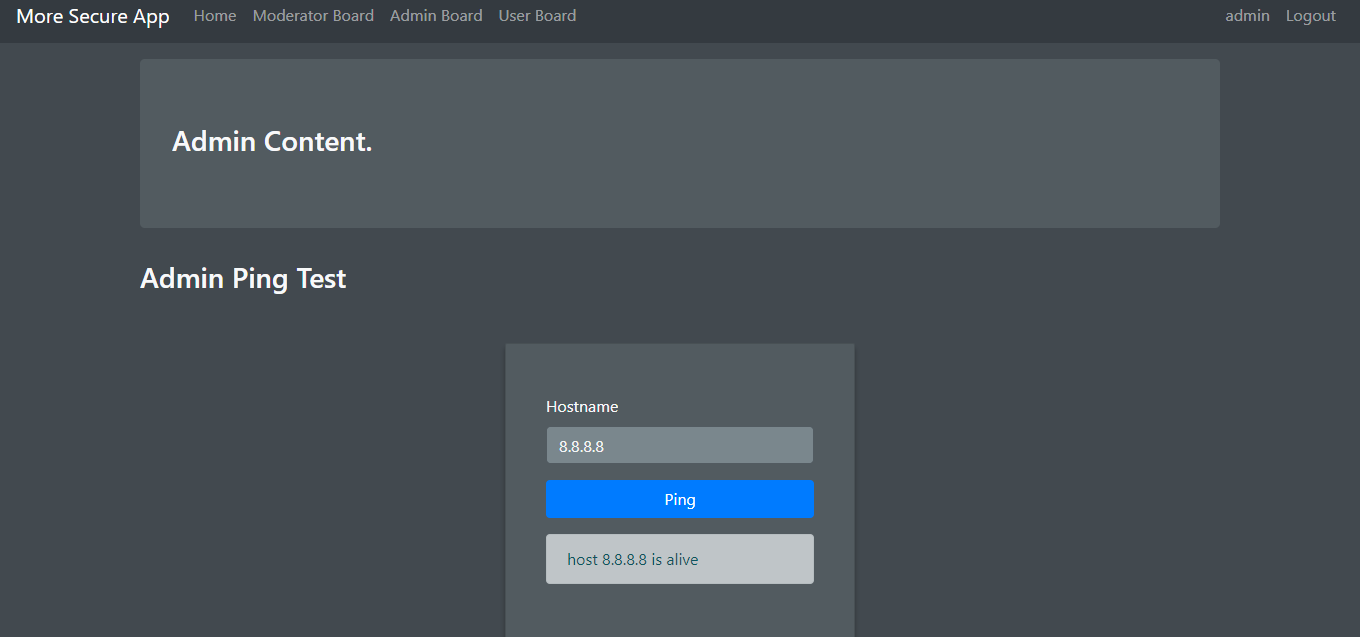 More Secure App Home Moderator Board Admin Board User Board admin Logout
Admin Content.
Admin Ping Test
Hostname
8.8.8.8
Ping
host 8.8.8.8 is alive